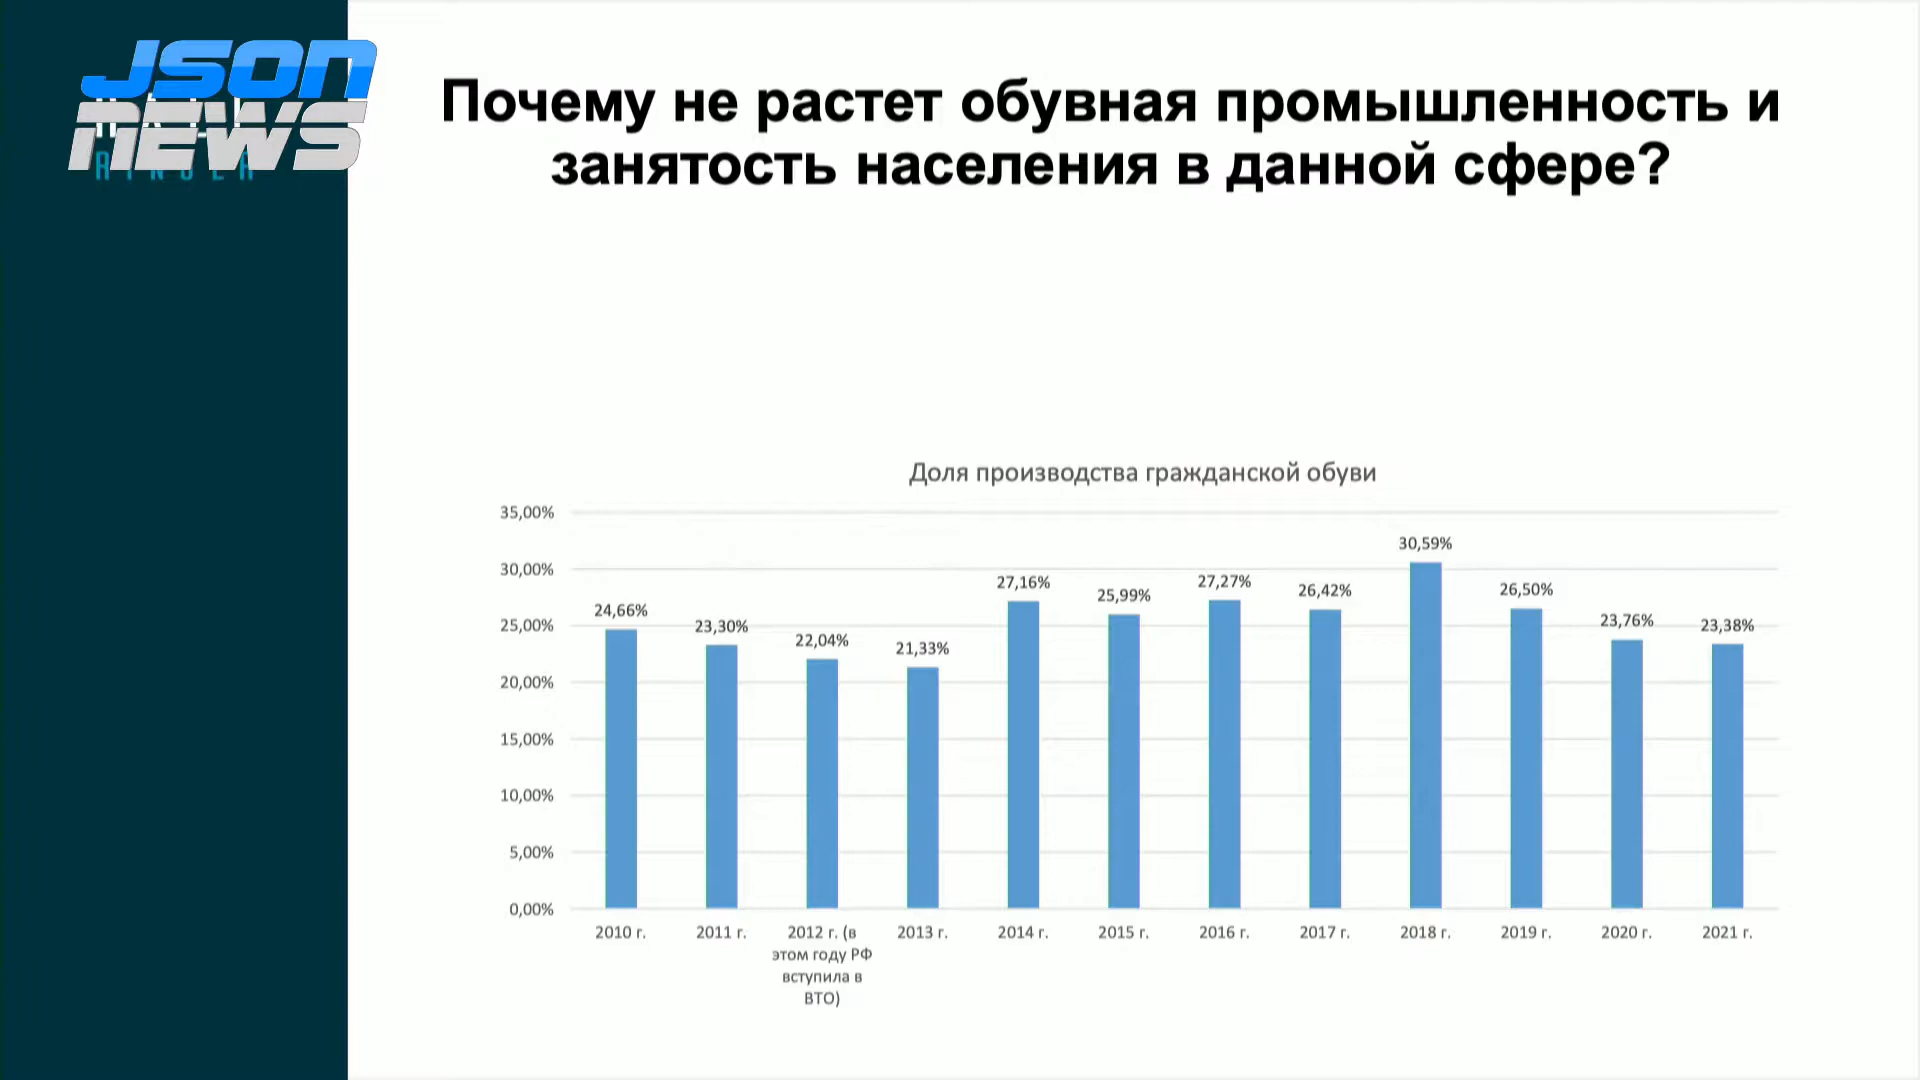 JSON
NEWS
Почему не растет обувная промышленность и
занятость населения в данной сфере?
Доля производства гражданской обуви
35,00%
30,00%
25,00%
20,00%
15,00%
10,00%
5,00%
0,00%
24,66%
23,30%
22,04%
21,33%
27,16%
25,99%
27,27%
26,42%
30,59%
26,50%
23,76%
23,38%
2010 г.
2011 г.
2012 г. (в
этом году РФ
вступила в
ВТО)
2013 г.
2014 г.
2015 г.
2016 г.
2017 г.
2018 г.
2019 г.
2020 г.
2021 г.